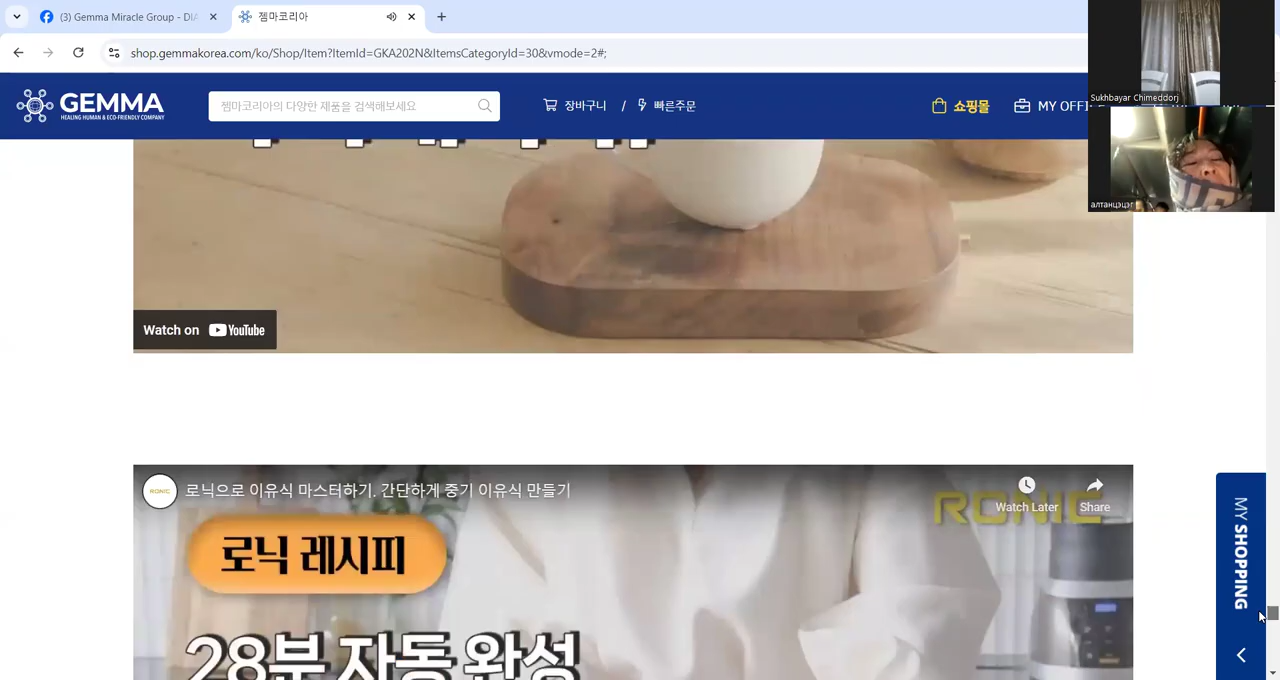 (3) Gemma Miracle Group - DIA
젬마코리아
shop.gemmakorea.com/ko/Shop/Item?ItemId=GKA202N&ItemsCategoryId=30&vmode=2#;
GEMMA
HEALING HUMAN & ECO-FRIENDLY COMPANY
젬마코리아의 다양한 제품을 검색해보세요
장바구니 / 빠른주문
쇼핑몰
MY OFFI
Sukhbayar Chimeddorj
алтанцэцэг
Watch on YouTube
RONIC
로닉으로 이유식 마스터하기. 간단하게 중기 이유식 만들기
Watch Later
Share
RONIC
로닉 레시피
28분 자동 완성
MY SHOPPING